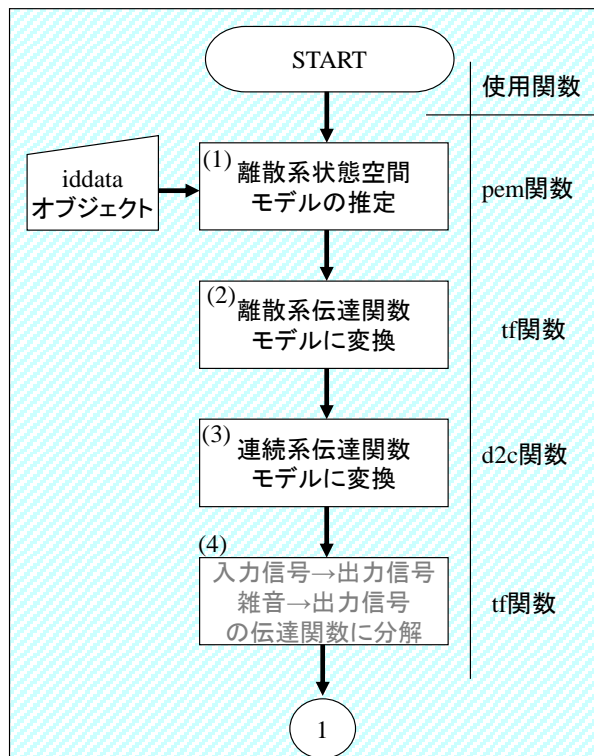 START
使用関数
iddata
オブジェクト
(1)
離散系状態空間
モデルの推定
pem関数
(2)
離散系伝達関数
モデルに変換
tf関数
(3)
連続系伝達関数
モデルに変換
d2c関数
(4)
入力信号→出力信号
雑音→出力信号
の伝達関数に分解
tf関数
1